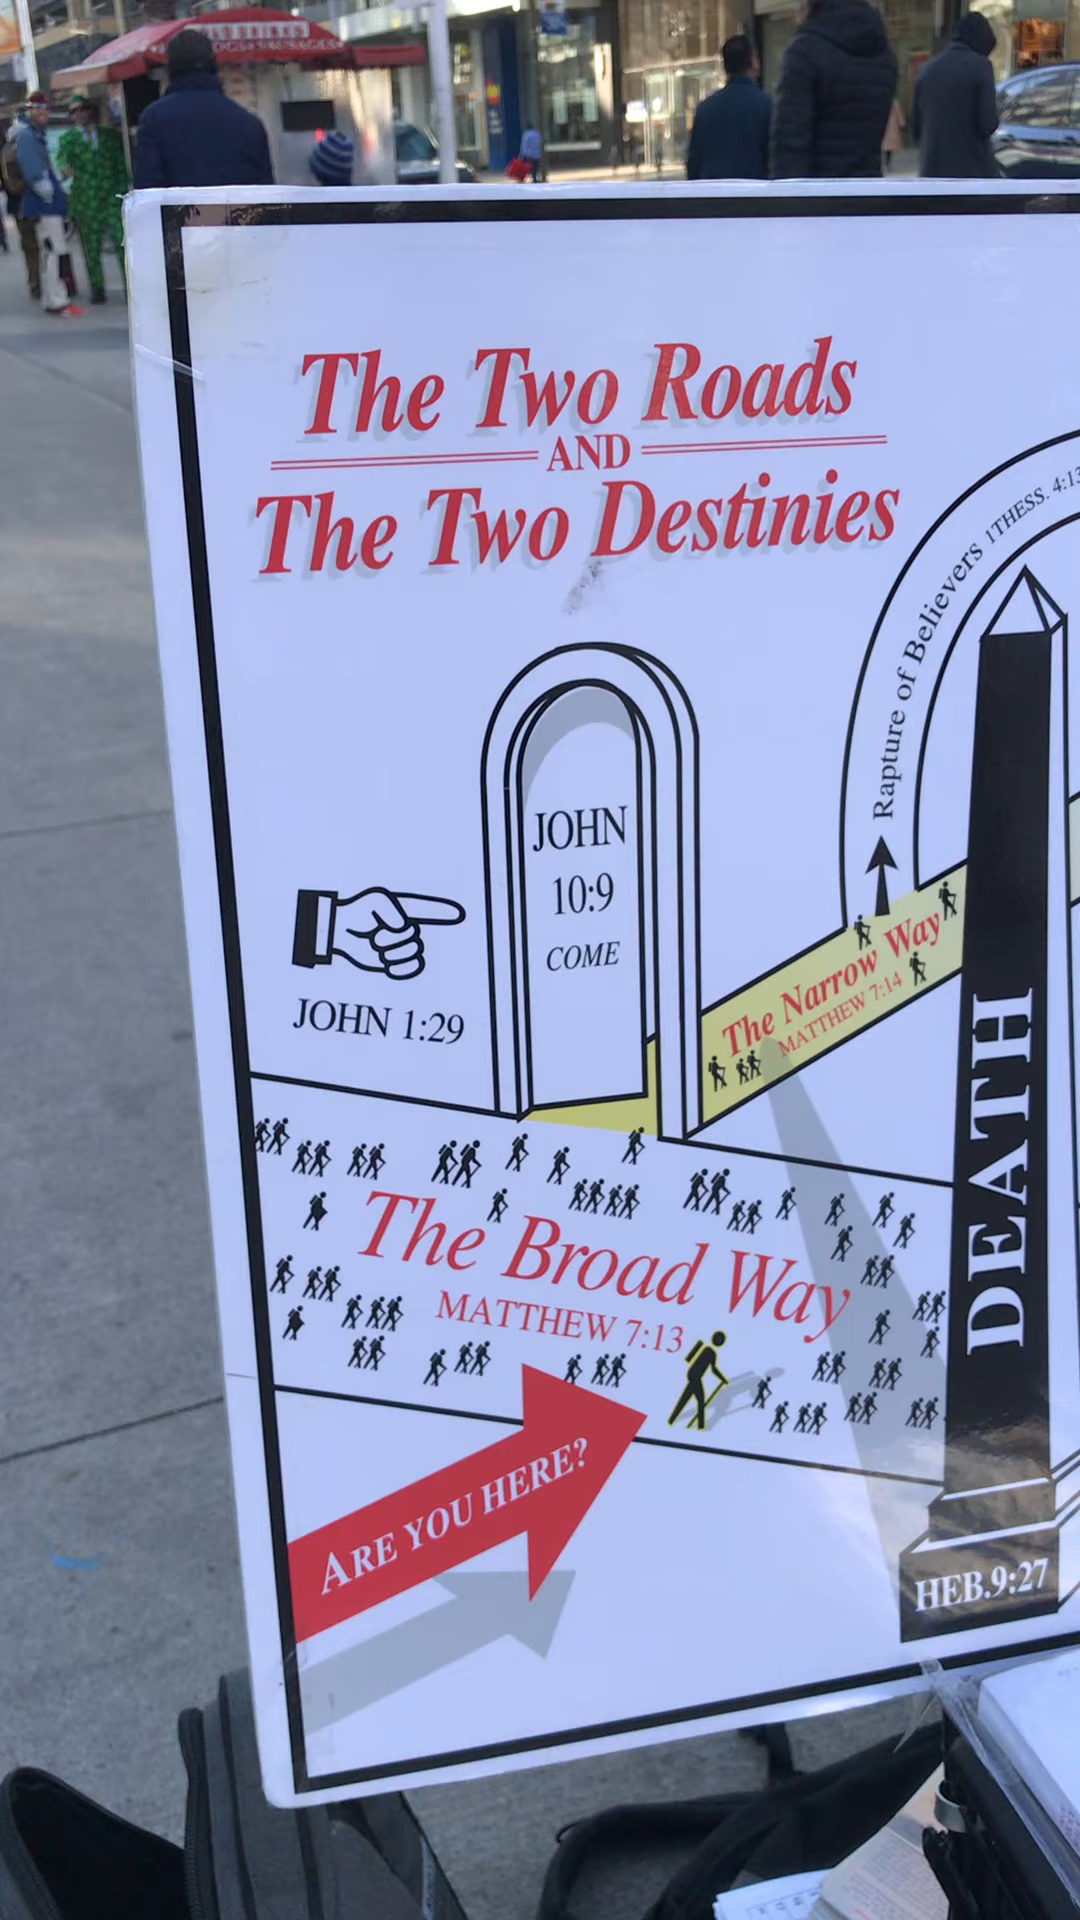 The Two Roads
AND
The Two Destinies
Rapture of Believers 1 THESS. 4:13
JOHN
10:9
COME
JOHN 1:29
The Narrow Way
MATTHEW 7:14
DEATH
The Broad Way
MATTHEW 7:13
ARE YOU HERE?
HEB.9:27